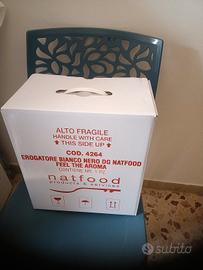 ALTO FRAGILE
HANDLE WITH CARE
↑ THIS SIDE UP ↑
COD. 4264
EROGATORE BIANCO NERO DG NATFOOD
FEEL THE AROMA
CONTIENE NR. 1 PZ.
natfood
products & services
subito